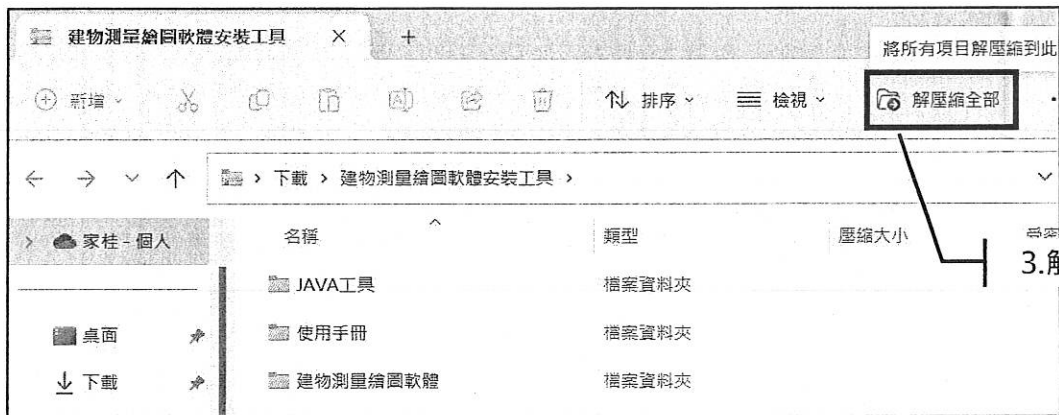 建物測量繪圖軟體安裝工具 × +
將所有項目解壓縮到此
新增 排序 檢視 解壓縮全部
下載 > 建物測量繪圖軟體安裝工具 >
家桂 - 個人
名稱 類型 壓縮大小
3.解
JAVA工具 檔案資料夾
桌面 使用手冊 檔案資料夾
下載 建物測量繪圖軟體 檔案資料夾